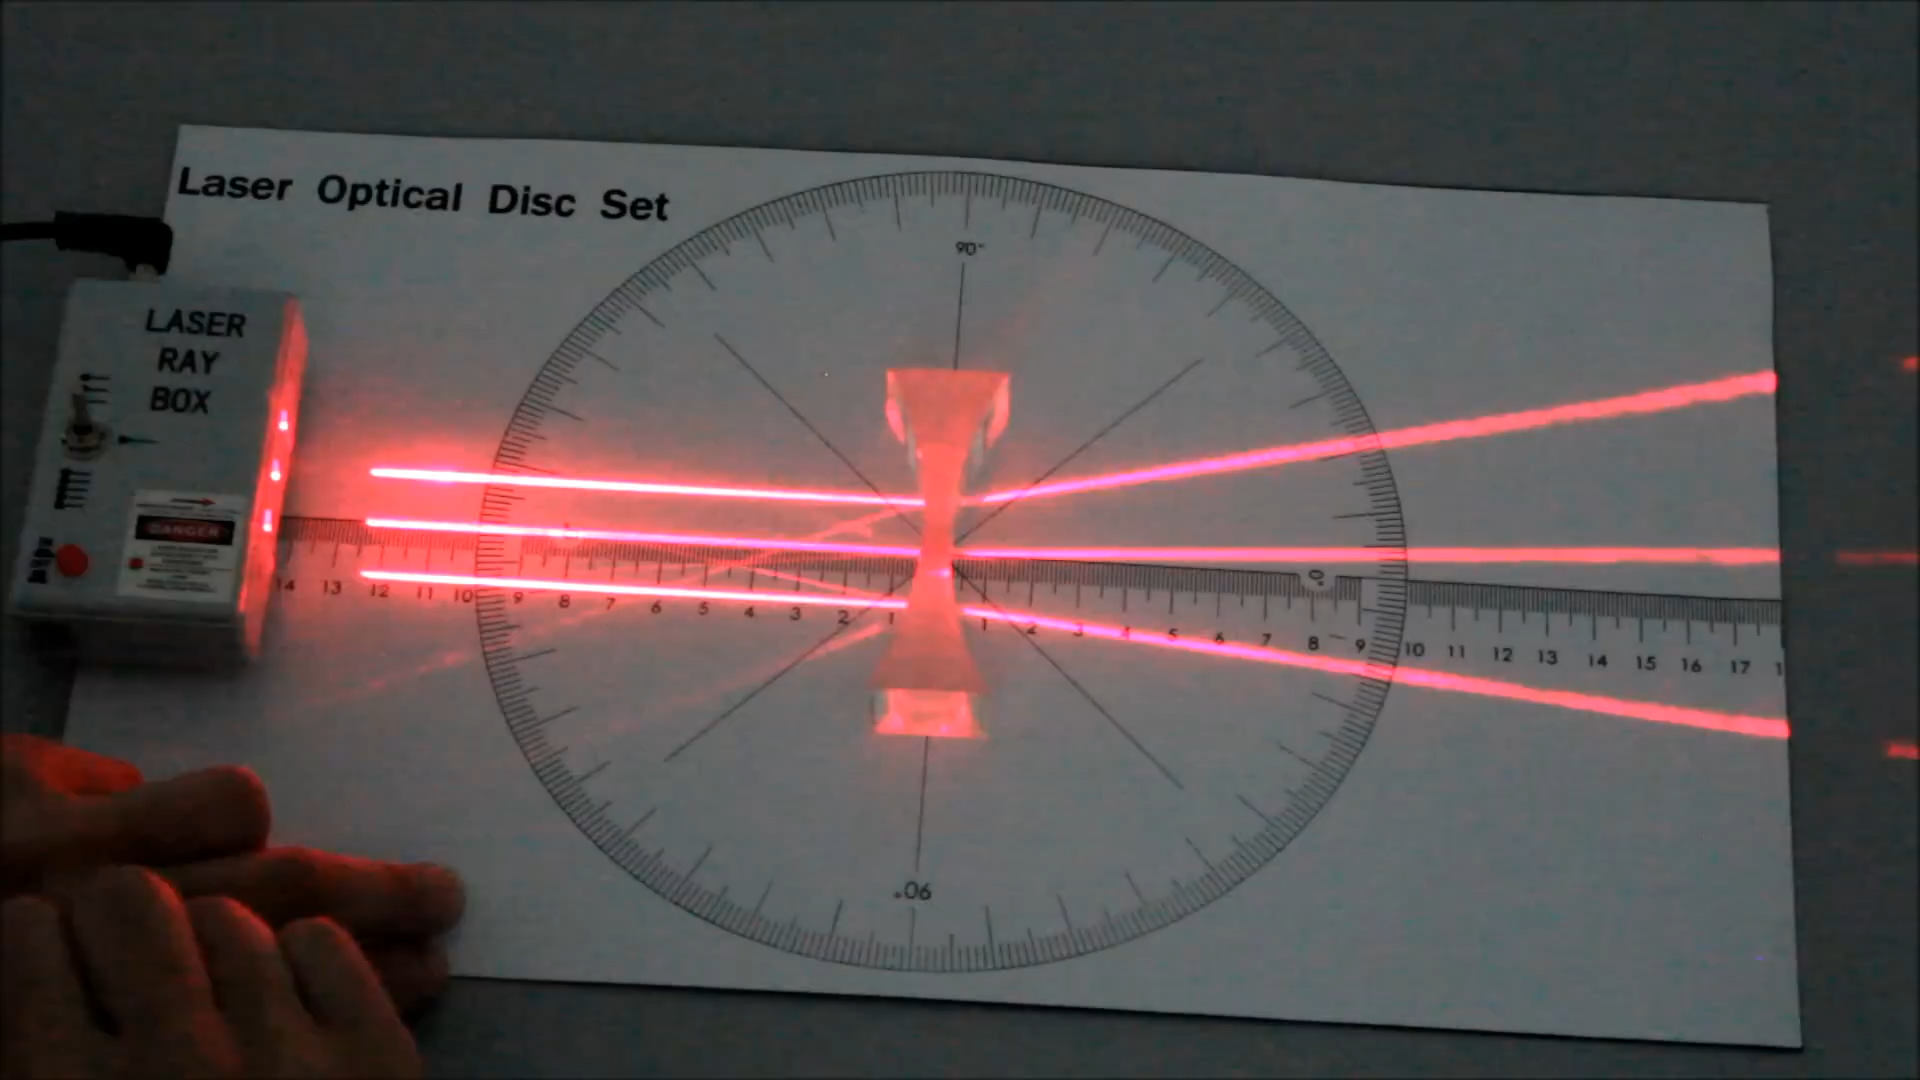 Laser Optical Disc Set
LASER
RAY
BOX
DANGER
90°
14 13 12 11 10 9 8 7 6 5 4 3 2 1 1 2 3 4 5 6 7 8 9 10 11 12 13 14 15 16 17
0°
90°